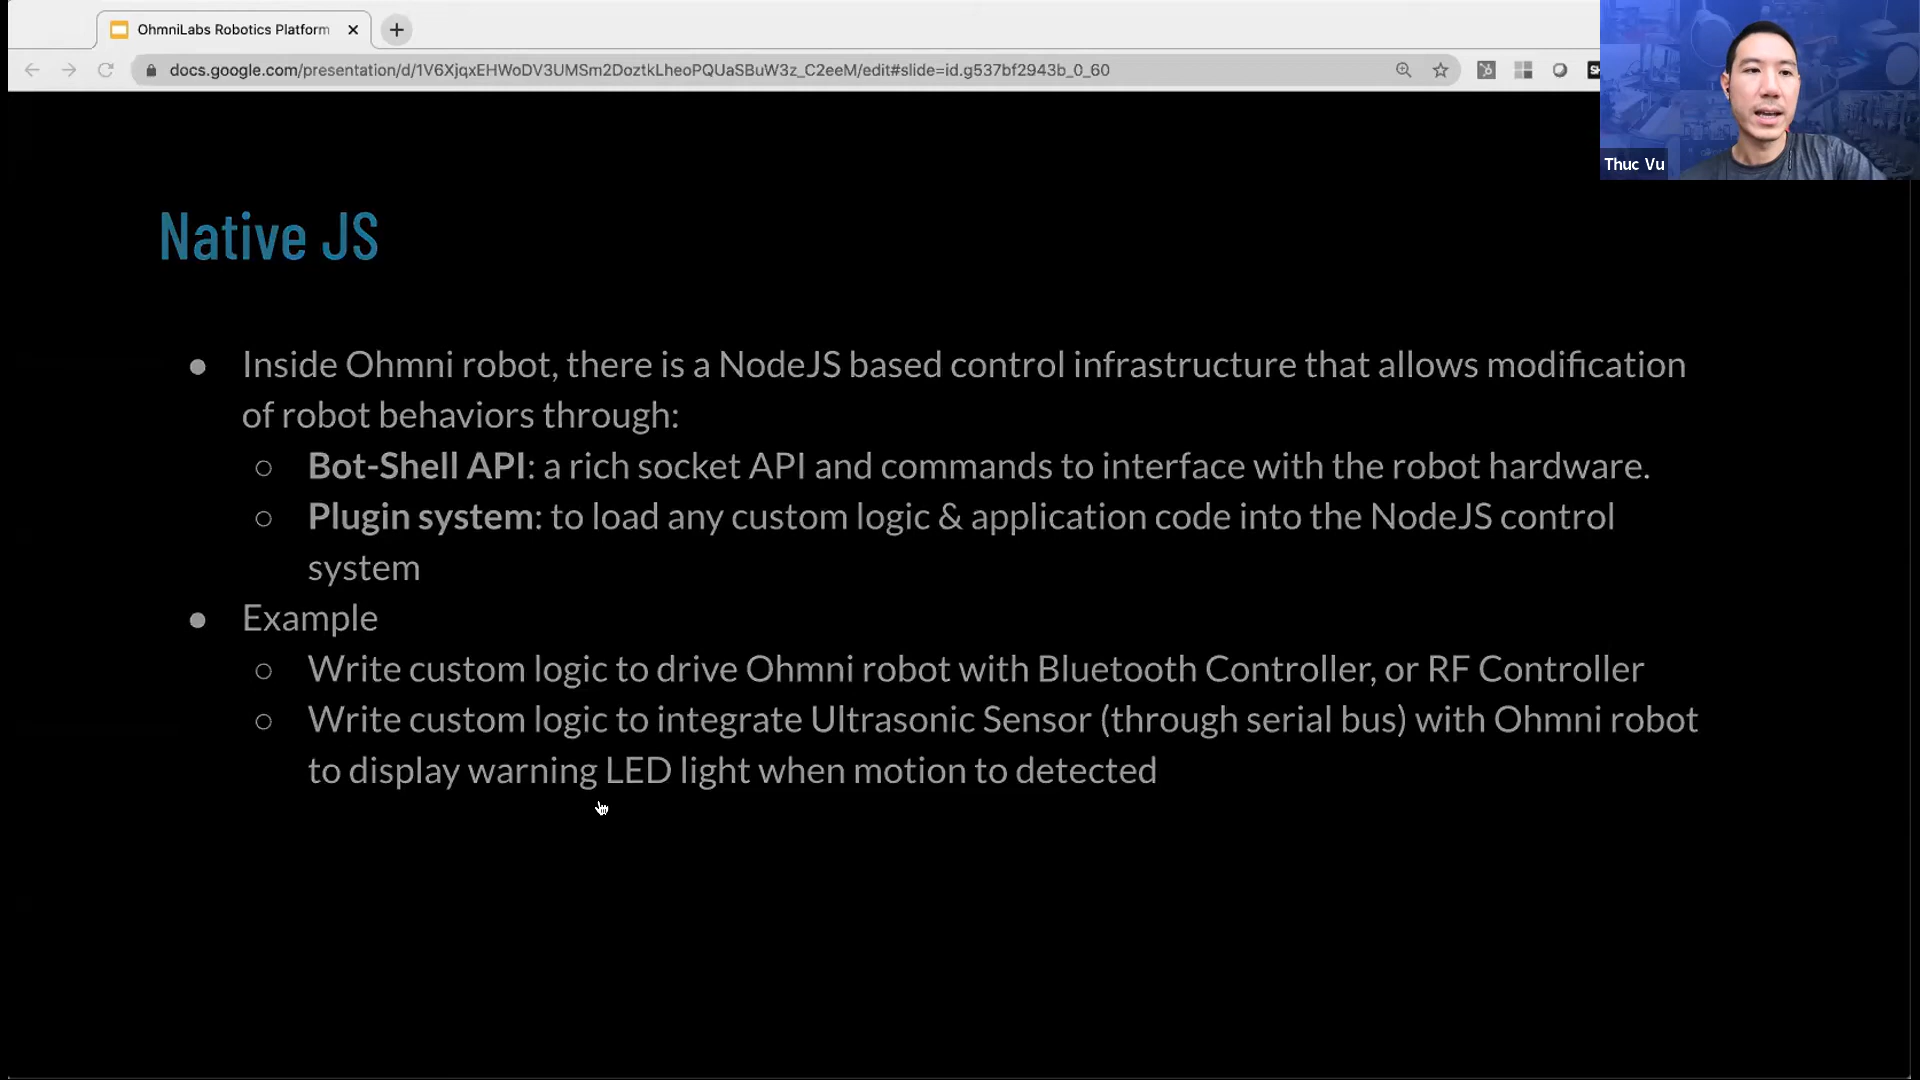 OhmniLabs Robotics Platform
docs.google.com/presentation/d/1V6XjqxEHWoDV3UMSm2DoztkLheoPQUaSBuW3z_C2eeM/edit#slide=id.g537bf2943b_0_60
Thuc Vu
Native JS
● Inside Ohmni robot, there is a NodeJS based control infrastructure that allows modification
of robot behaviors through:
○ Bot-Shell API: a rich socket API and commands to interface with the robot hardware.
○ Plugin system: to load any custom logic & application code into the NodeJS control
system
● Example
○ Write custom logic to drive Ohmni robot with Bluetooth Controller, or RF Controller
○ Write custom logic to integrate Ultrasonic Sensor (through serial bus) with Ohmni robot
to display warning LED light when motion to detected